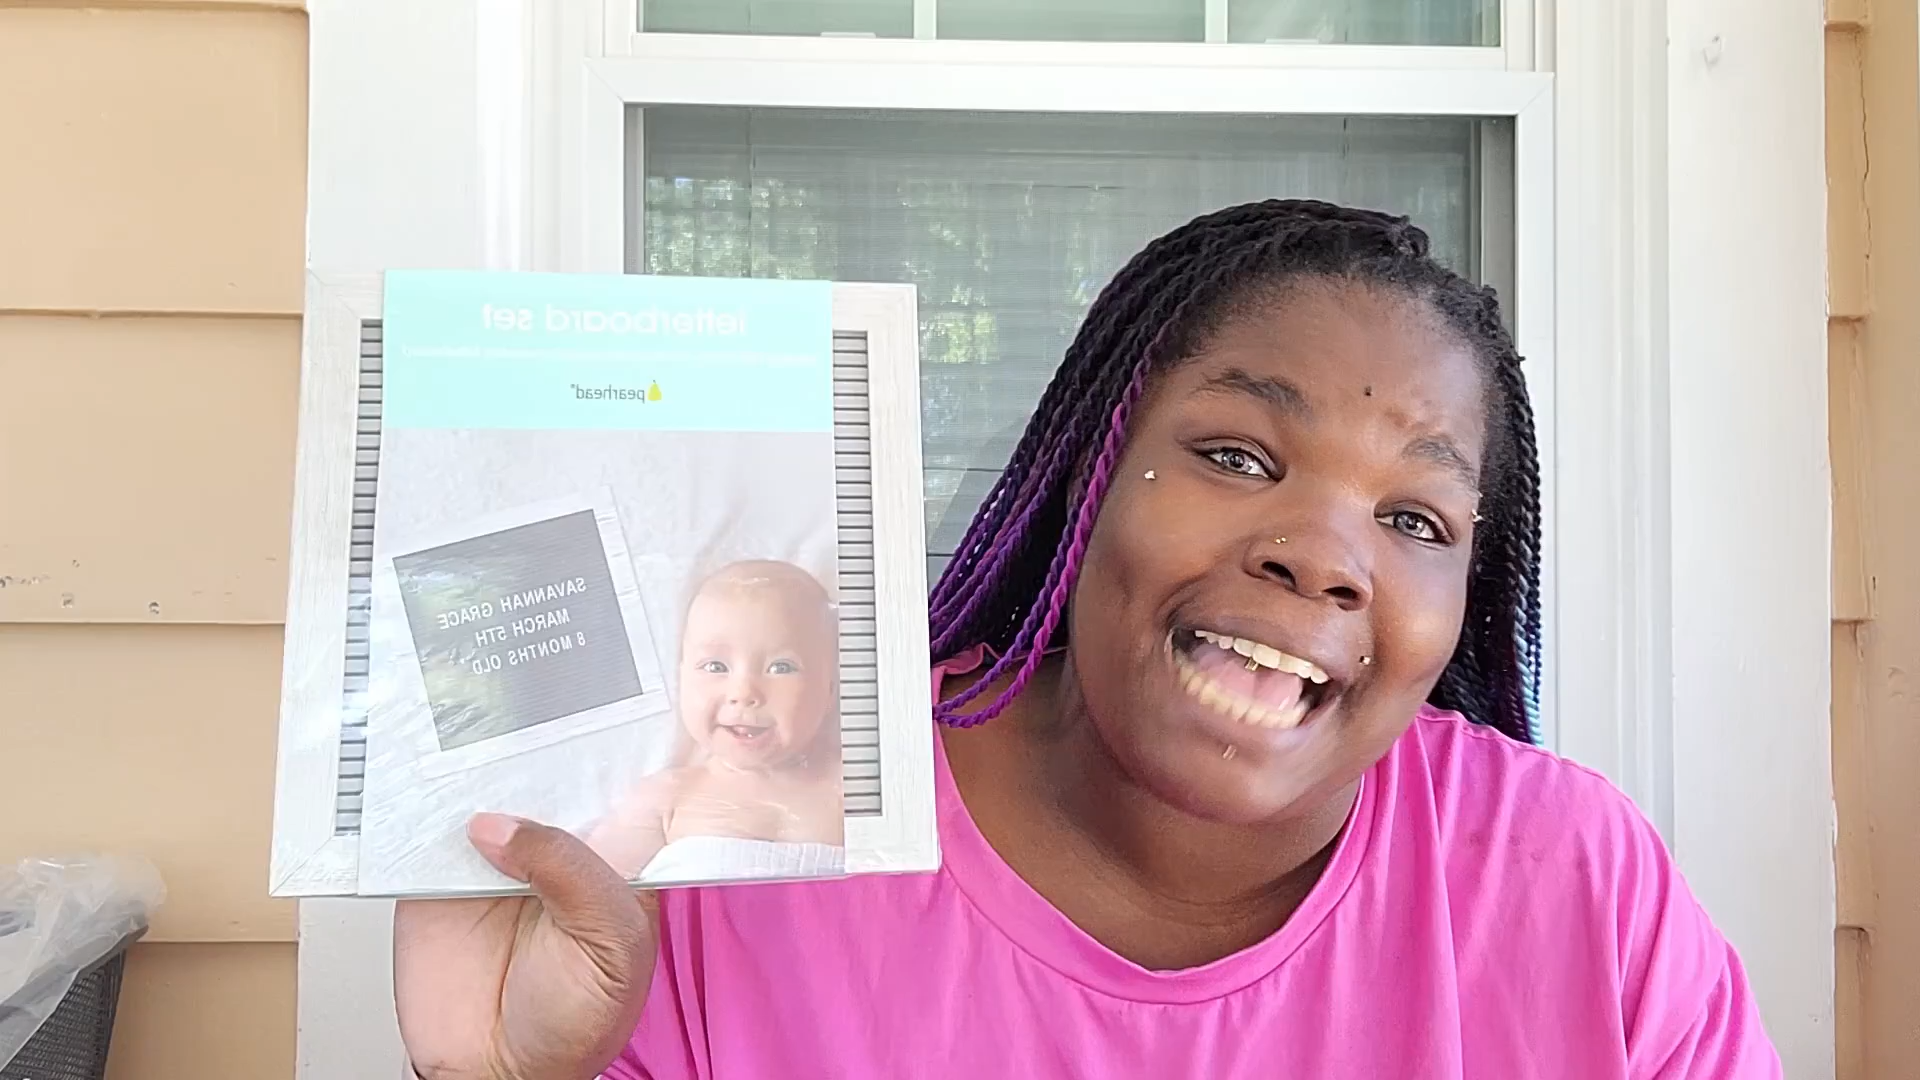 letterboard set
pearhead®
SAVANNAH GRACE
MARCH 5TH
8 MONTHS OLD